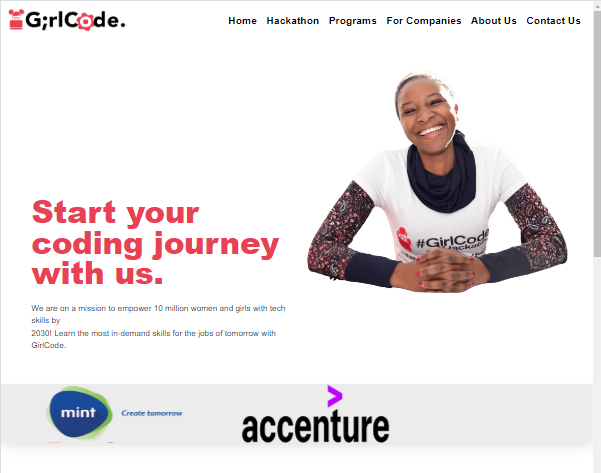 G;rlCode.
Home Hackathon Programs For Companies About Us Contact Us
#GirlCode
Start your
coding journey
with us.
We are on a mission to empower 10 million women and girls with tech
skills by
2030! Learn the most in-demand skills for the jobs of tomorrow with
GirlCode.
mint Create tomorrow
>
accenture